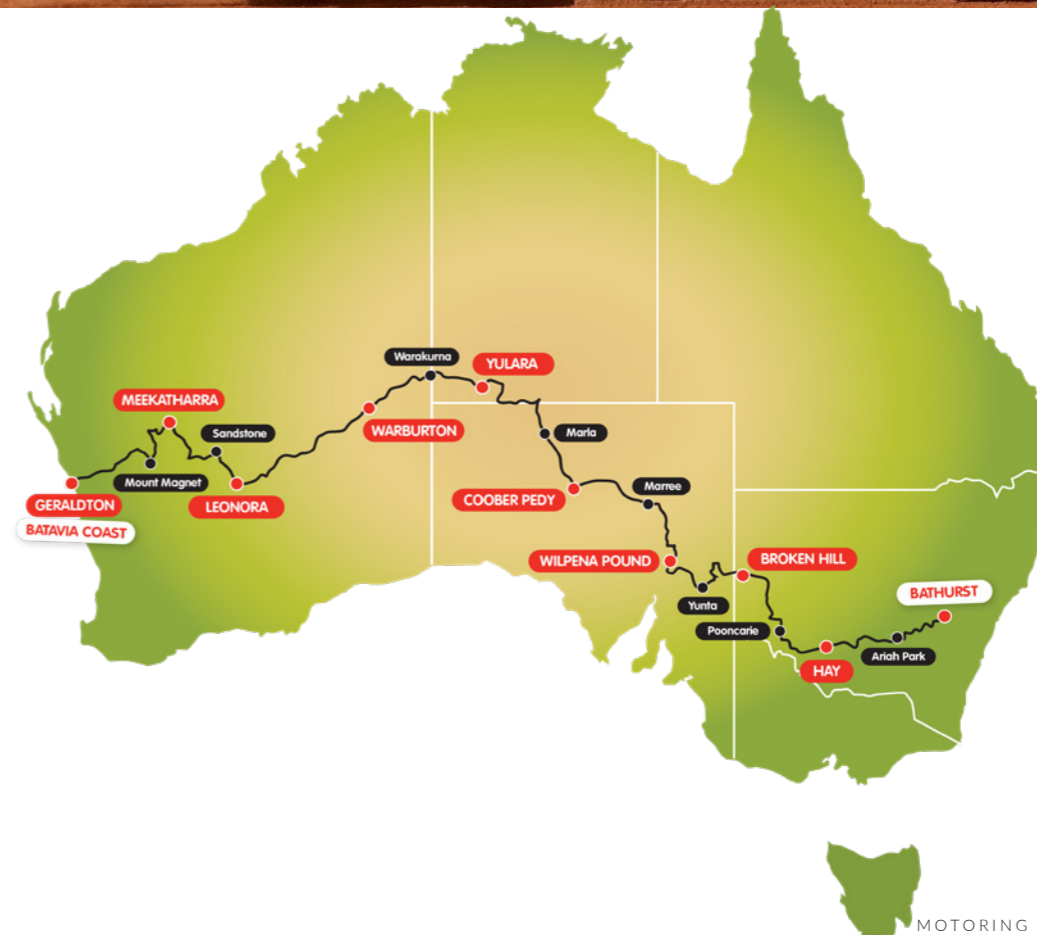 Warakurna
YULARA
MEEKATHARRA
Sandstone
WARBURTON
Marla
Mount Magnet
Marree
COOBER PEDY
GERALDTON
LEONORA
BATAVIA COAST
WILPENA POUND
BROKEN HILL
BATHURST
Yunta
Pooncarie
Ariah Park
HAY
MOTORING